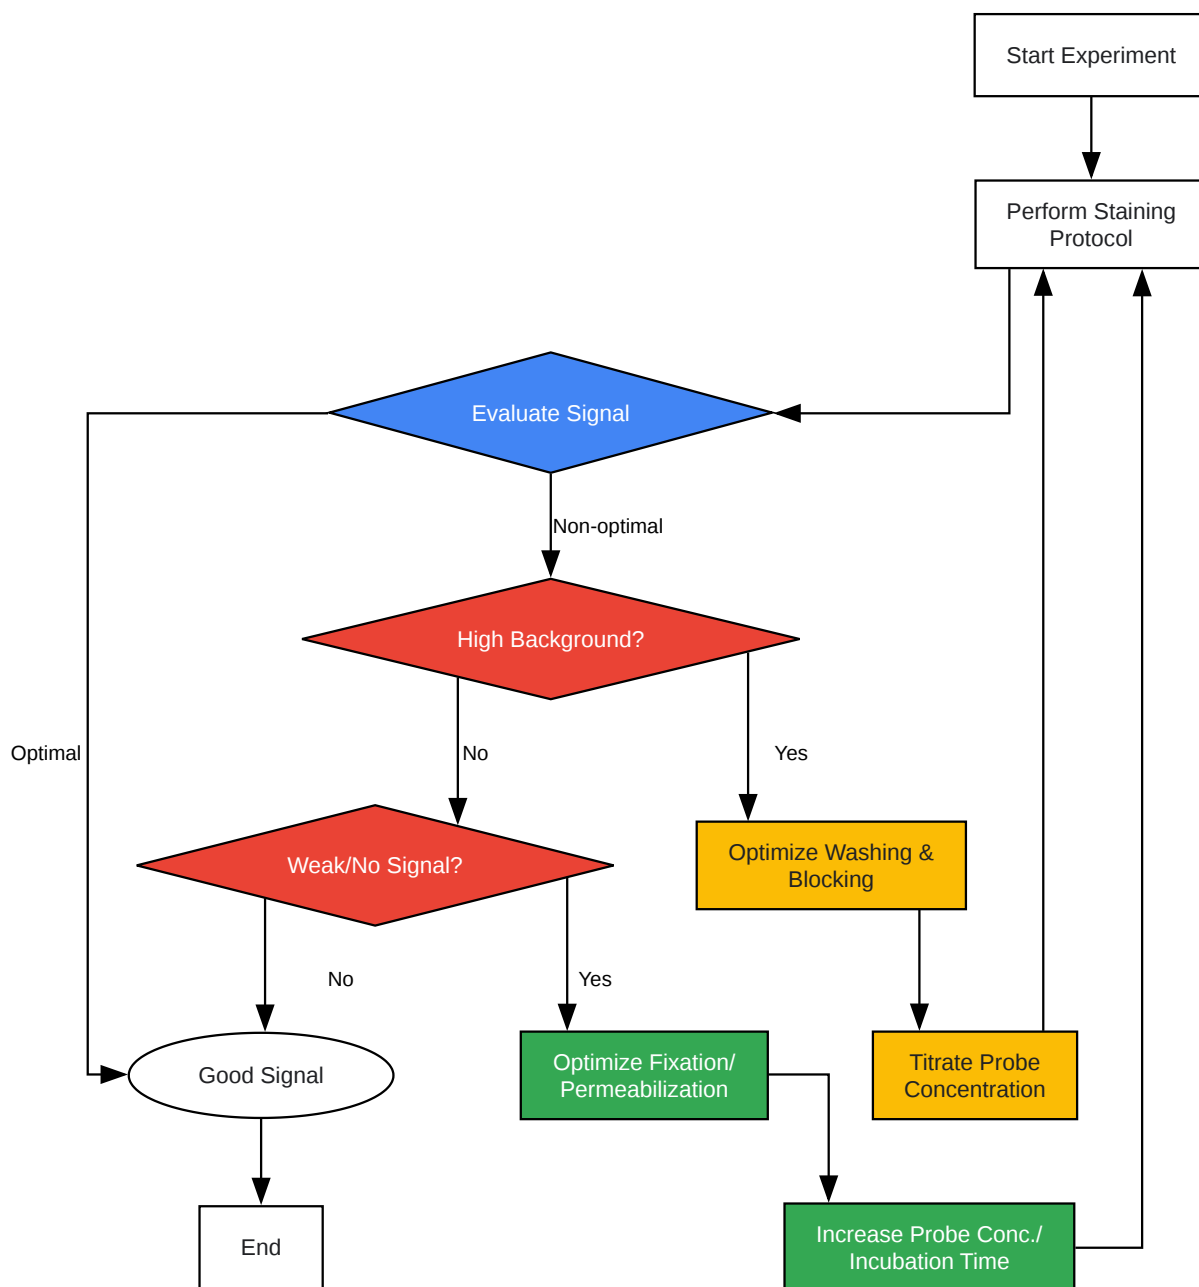 Start Experiment
Perform Staining
Protocol
Evaluate Signal
Non-optimal
High Background?
Optimal
No
Yes
Weak/No Signal?
Optimize Washing &
Blocking
No
Yes
Good Signal
Optimize Fixation/
Permeabilization
Titrate Probe
Concentration
End
Increase Probe Conc./
Incubation Time